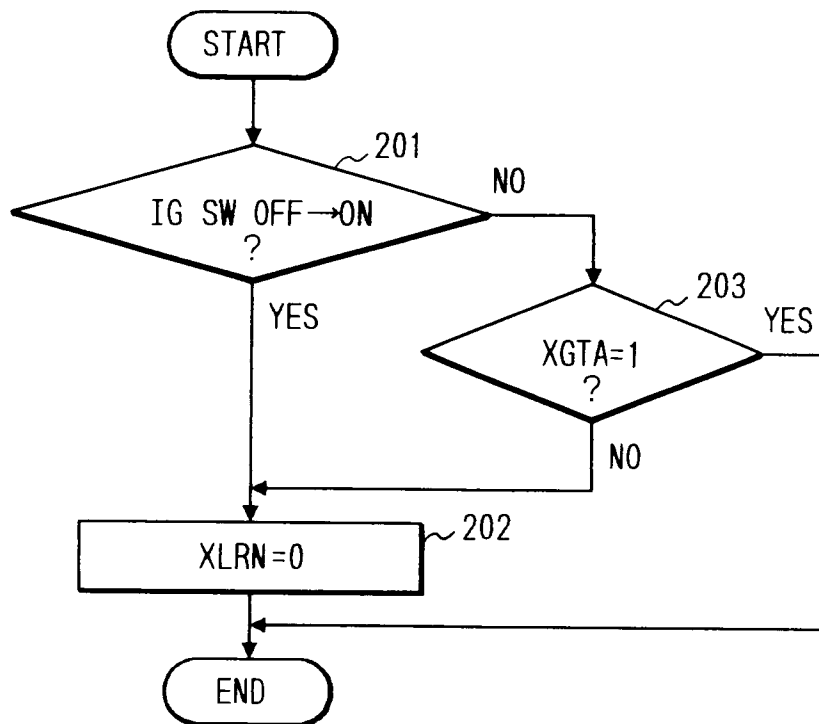 START
201
IG SW OFF→ON
?
NO
YES
203
XGTA=1
?
YES
NO
XLRN=0
202
END